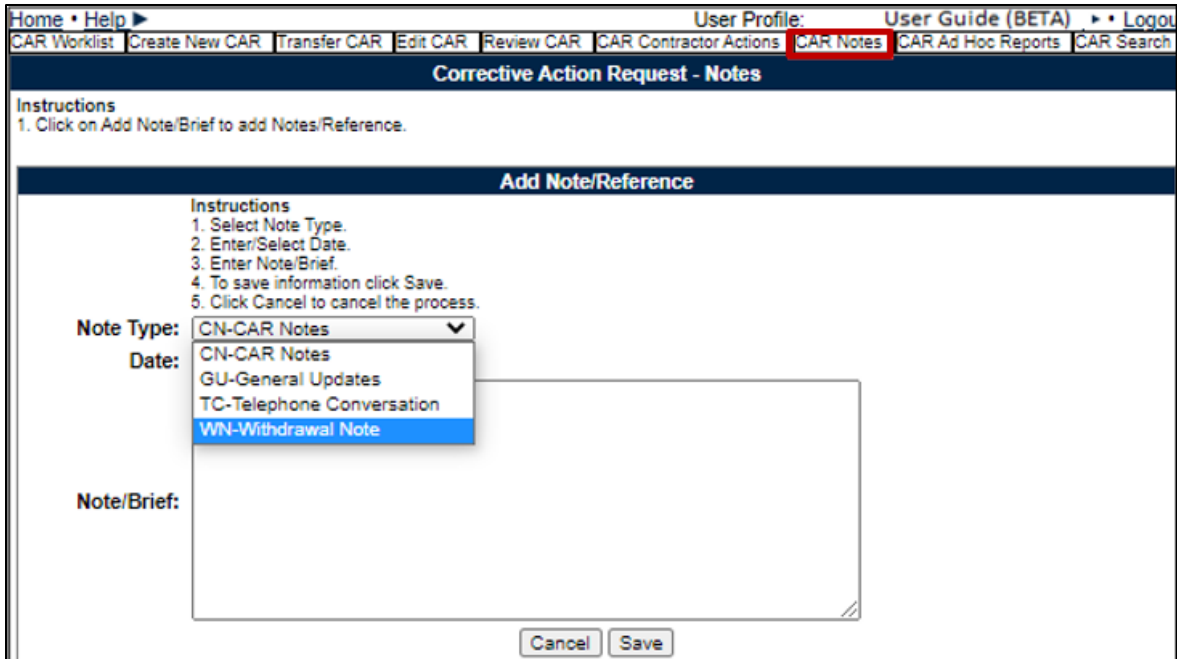 Home • Help ▶ User Profile: User Guide (BETA) ▸ • Logou
CAR Worklist Create New CAR Transfer CAR Edit CAR Review CAR CAR Contractor Actions CAR Notes CAR Ad Hoc Reports CAR Search
Corrective Action Request - Notes
Instructions
1. Click on Add Note/Brief to add Notes/Reference.
Add Note/Reference
Instructions
1. Select Note Type.
2. Enter/Select Date.
3. Enter Note/Brief.
4. To save information click Save.
5. Click Cancel to cancel the process.
Note Type: CN-CAR Notes
Date: CN-CAR Notes
GU-General Updates
TC-Telephone Conversation
WN-Withdrawal Note
Note/Brief:
Cancel Save